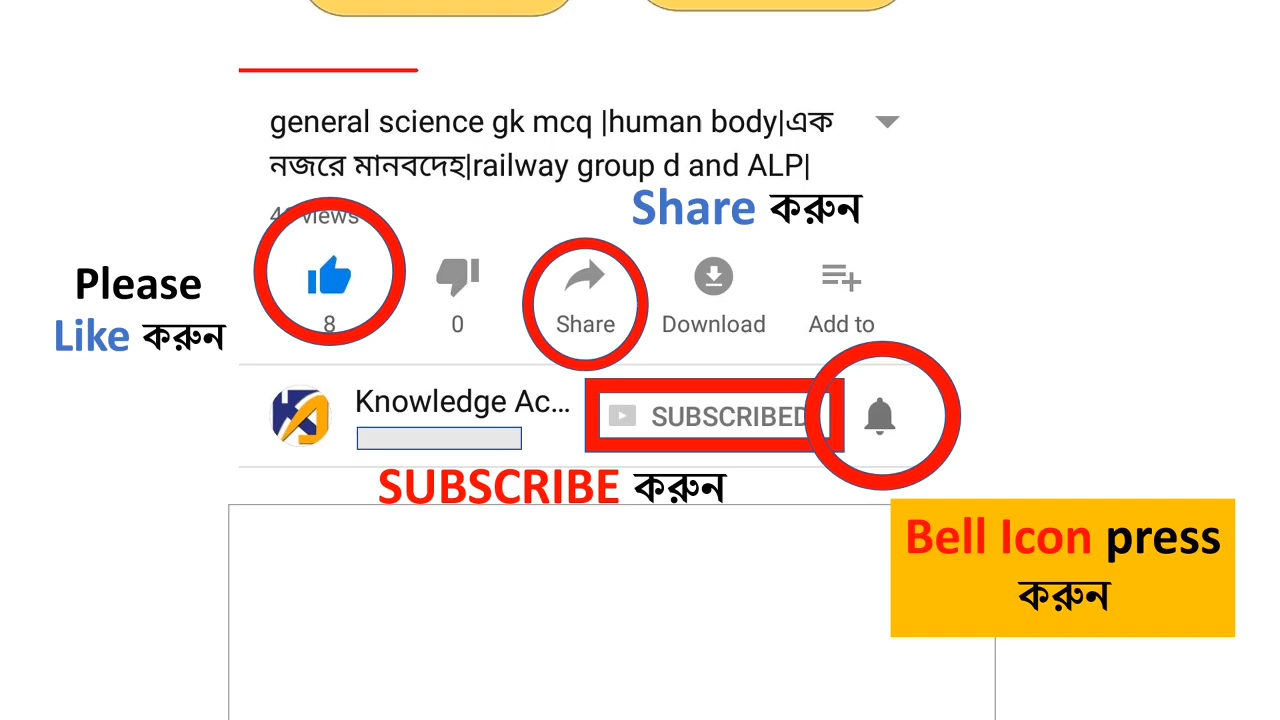 general science gk mcq |human body|এক
নজরে মানবদেহ|railway group d and ALP|
views
Share করুন
Please
Like করুন
8
0
Share
Download
Add to
Knowledge Ac...
SUBSCRIBED
SUBSCRIBE করুন
Bell Icon press
করুন